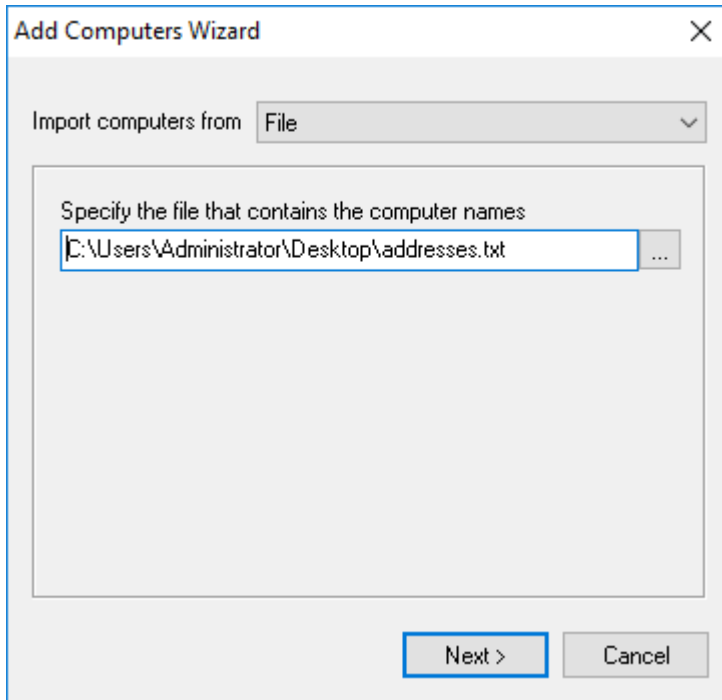 Add Computers Wizard
Import computers from File
Specify the file that contains the computer names
C:\Users\Administrator\Desktop\addresses.txt ...
Next > Cancel